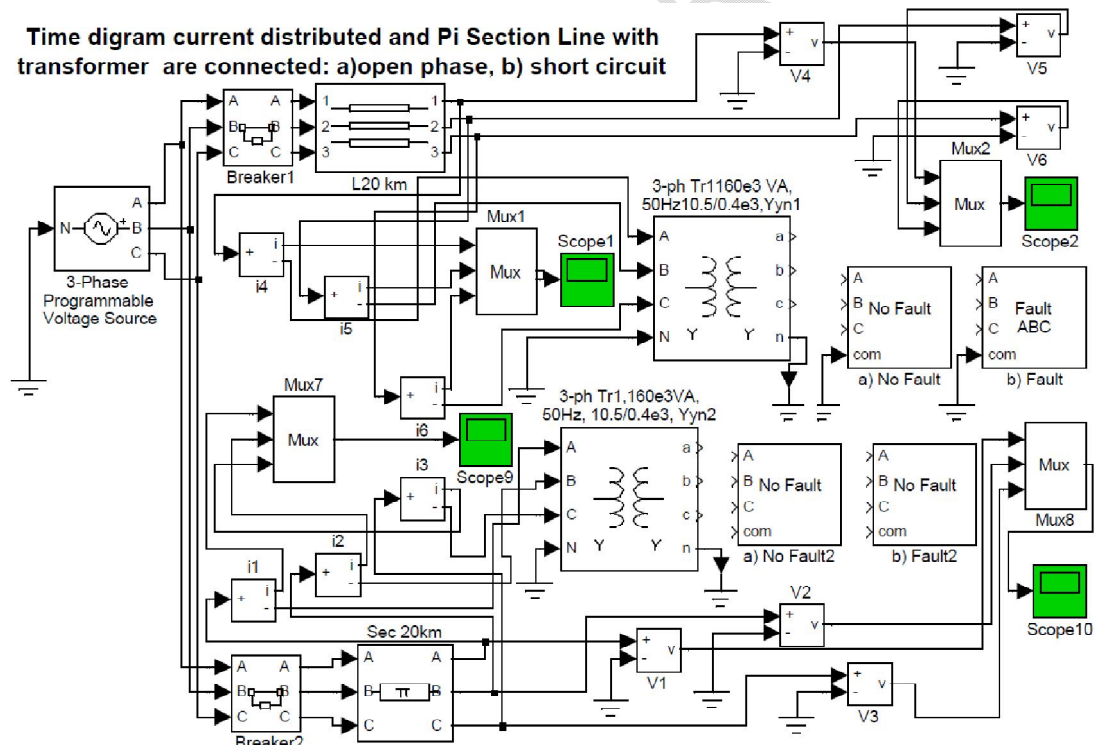 Time digram current distributed and Pi Section Line with
transformer are connected: a)open phase, b) short circuit
A A
B B
C C
Breaker1
1 1
2 2
3 3
L20 km
+ v
-
V4
+ v
-
V5
+ v
-
V6
Mux2
Mux
Scope2
A
N + B
C
3-Phase
Programmable
Voltage Source
+ i
-
i4
+ i
-
i5
+ i
-
i6
Mux1
Mux
Scope1
3-ph Tr1160e3 VA,
50Hz10.5/0.4e3,Yyn1
A a
B b
C c
N Y Y n
A
B No Fault
C
com
a) No Fault
A
B Fault
C ABC
com
b) Fault
Mux7
Mux
Scope9
3-ph Tr1,160e3VA,
50Hz, 10.5/0.4e3, Yyn2
A a
B b
C c
N Y Y n
A
B No Fault
C
com
a) No Fault2
A
B No Fault
C
com
b) Fault2
Mux
Mux8
i3
+ i
-
i2
+ i
-
i1
+ i
-
Scope10
V2
+ v
-
Sec 20km
A A
B π B
C C
+ v
-
V1
+ v
-
V3
A A
B B
C C
Breaker2